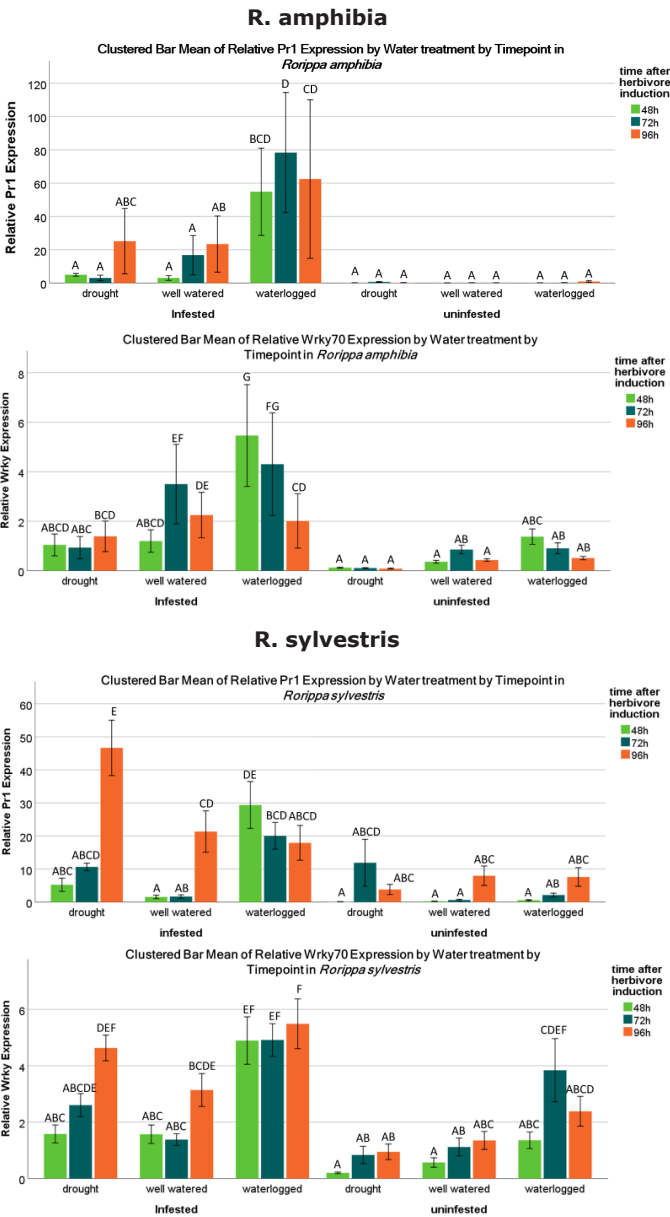 R. amphibia
Clustered Bar Mean of Relative Pr1 Expression by Water treatment by Timepoint in
Rorippa amphibia
time after
herbivore
induction
48h
72h
96h
Relative Pr1 Expression
120
100
80
60
40
20
0
A A ABC A A AB BCD D CD A A A A A A A A A
drought well watered waterlogged drought well watered waterlogged
Infested uninfested
Clustered Bar Mean of Relative Wrky70 Expression by Water treatment by
Timepoint in Rorippa amphibia
time after
herbivore
induction
48h
72h
96h
Relative Wrky Expression
8
6
4
2
0
ABCD ABC BCD ABCD EF DE G FG CD A A A A AB A ABC AB AB
drought well watered waterlogged drought well watered waterlogged
Infested uninfested
R. sylvestris
Clustered Bar Mean of Relative Pr1 Expression by Water treatment by Timepoint in
Rorippa sylvestris
time after
herbivore
induction
48h
72h
96h
Relative Pr1 Expression
60
50
40
30
20
10
0
ABC ABCD E A AB CD DE BCD ABCD A ABCD ABC A A ABC A AB ABC
drought well watered waterlogged drought well watered waterlogged
infested uninfested
Clustered Bar Mean of Relative Wrky70 Expression by Water treatment by
Timepoint in Rorippa sylvestris
time after
herbivore
induction
48h
72h
96h
Relative Wrky Expression
6
4
2
0
ABC ABCDE DEF ABC ABC BCDE EF EF F A AB AB A AB ABC ABC CDEF ABCD
drought well watered waterlogged drought well watered waterlogged
Infested uninfested